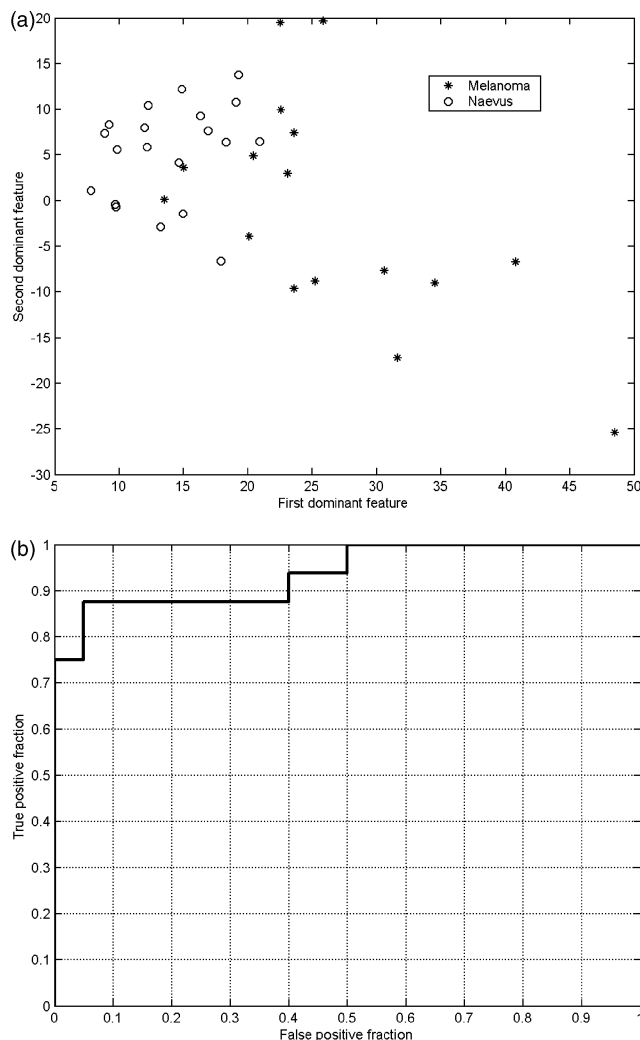 (a)
20
15
10
5
0
-5
-10
-15
-20
-25
-30
Second dominant feature
Melanoma
Naevus
5 10 15 20 25 30 35 40 45 50
First dominant feature
(b)
1
0.9
0.8
0.7
0.6
0.5
0.4
0.3
0.2
0.1
0
True positive fraction
0 0.1 0.2 0.3 0.4 0.5 0.6 0.7 0.8 0.9 1
False positive fraction